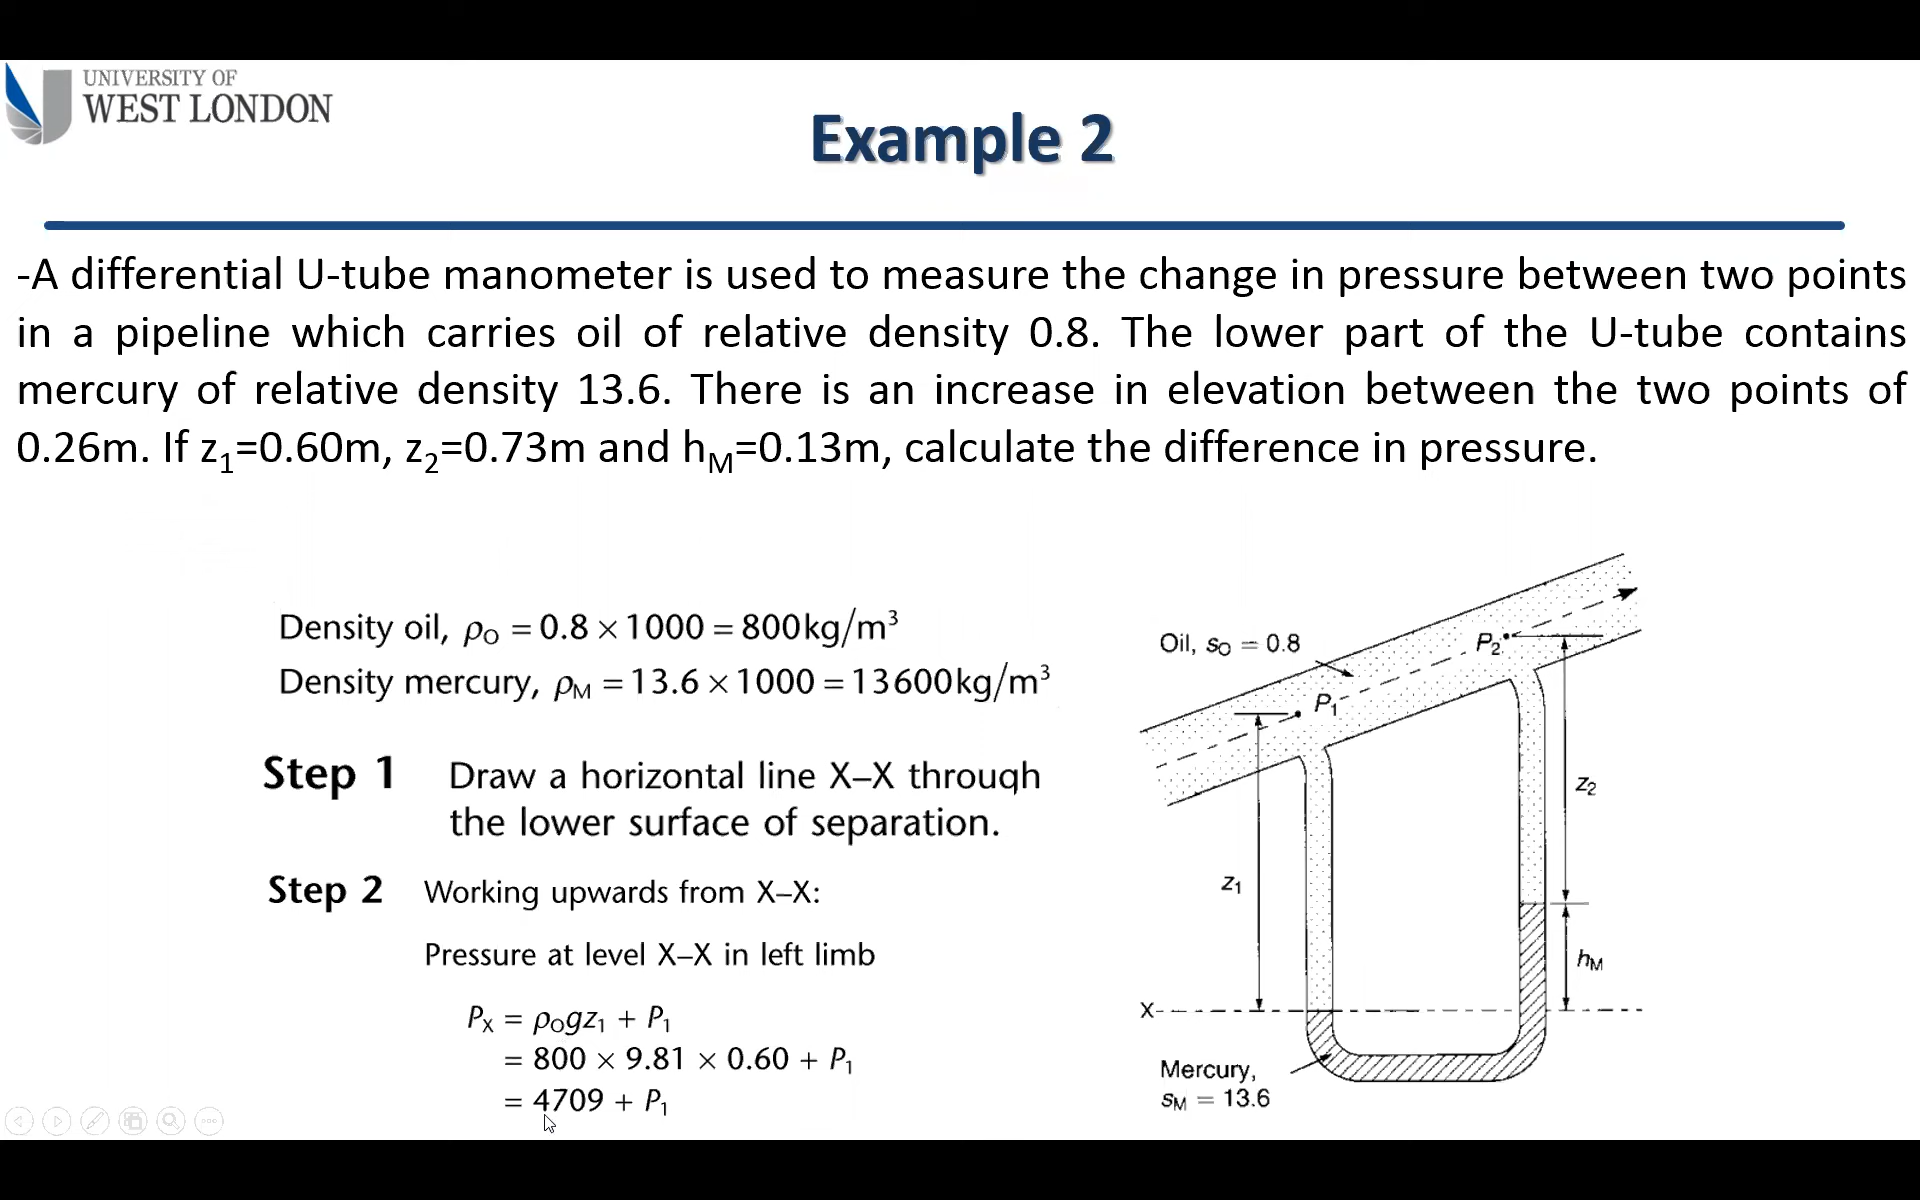 UNIVERSITY OF
WEST LONDON
Example 2
-A differential U-tube manometer is used to measure the change in pressure between two points
in a pipeline which carries oil of relative density 0.8. The lower part of the U-tube contains
mercury of relative density 13.6. There is an increase in elevation between the two points of
0.26m. If z₁=0.60m, z₂=0.73m and h_M=0.13m, calculate the difference in pressure.
Density oil, ρ_O = 0.8 × 1000 = 800kg/m³
Density mercury, ρ_M = 13.6 × 1000 = 13600kg/m³
Step 1 Draw a horizontal line X–X through
the lower surface of separation.
Step 2 Working upwards from X–X:
Pressure at level X–X in left limb
P_X = ρ_Ogz₁ + P₁
= 800 × 9.81 × 0.60 + P₁
= 4709 + P₁
Oil, s_O = 0.8
P₂
P₁
z₂
z₁
h_M
X
Mercury,
s_M = 13.6